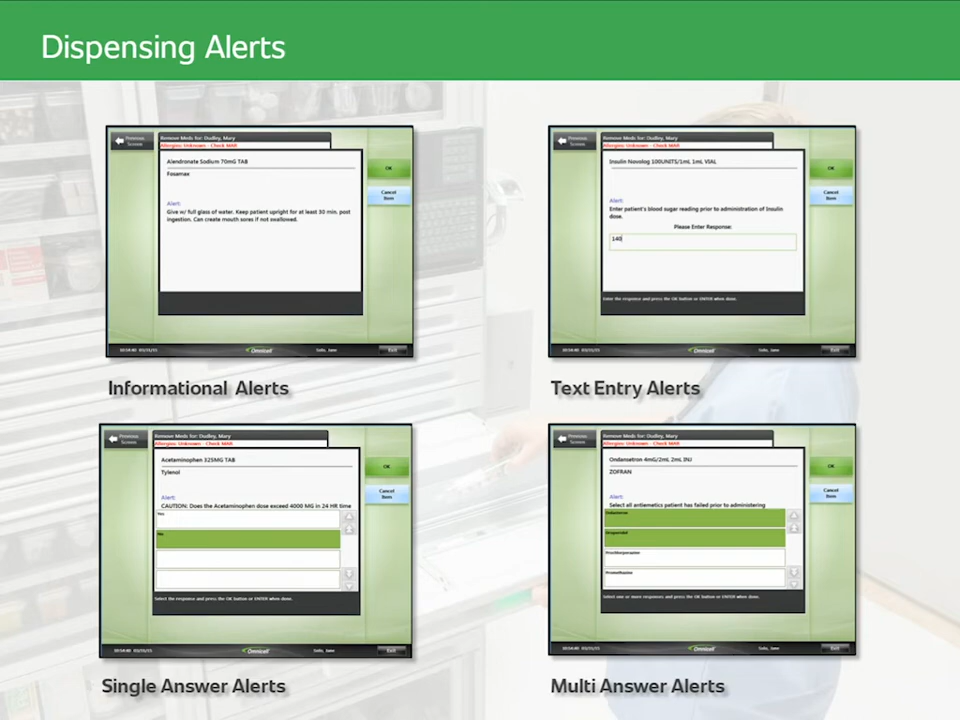 Dispensing Alerts
Previous
Screen
Remove Meds for: Dudley, Mary
Allergies: Unknown - Check MAR
Alendronate Sodium 70mG TAB
Fosamax
OK
Cancel
Item
Alert:
Give w/ full glass of water. Keep patient upright for at least 30 min. post
ingestion. Can create mouth sores if not swallowed.
Omnicell
Exit
Informational Alerts
Previous
Screen
Remove Meds for: Dudley, Mary
Allergies: Unknown - Check MAR
Insulin Novolog 100UNITS/1mL 1mL VIAL
OK
Cancel
Item
Alert:
Enter patient's blood sugar reading prior to administration of Insulin
dose.
Please Enter Response:
140
Enter the response and press the OK button or ENTER when done.
Omnicell
Exit
Text Entry Alerts
Previous
Screen
Remove Meds for: Dudley, Mary
Allergies: Unknown - Check MAR
Acetaminophen 325MG TAB
Tylenol
OK
Cancel
Item
Alert:
CAUTION: Does the Acetaminophen dose exceed 4000 MG in 24 HR time
Yes
No
Select the response and press the OK button or ENTER when done.
Omnicell
Exit
Single Answer Alerts
Previous
Screen
Remove Meds for: Dudley, Mary
Allergies: Unknown - Check MAR
Ondansetron 4mG/2mL 2mL INJ
ZOFRAN
OK
Cancel
Item
Alert:
Select all antiemetics patient has failed prior to administering
Droperidol
Prochlorperazine
Promethazine
Select one or more responses and press the OK button or ENTER when done.
Omnicell
Exit
Multi Answer Alerts